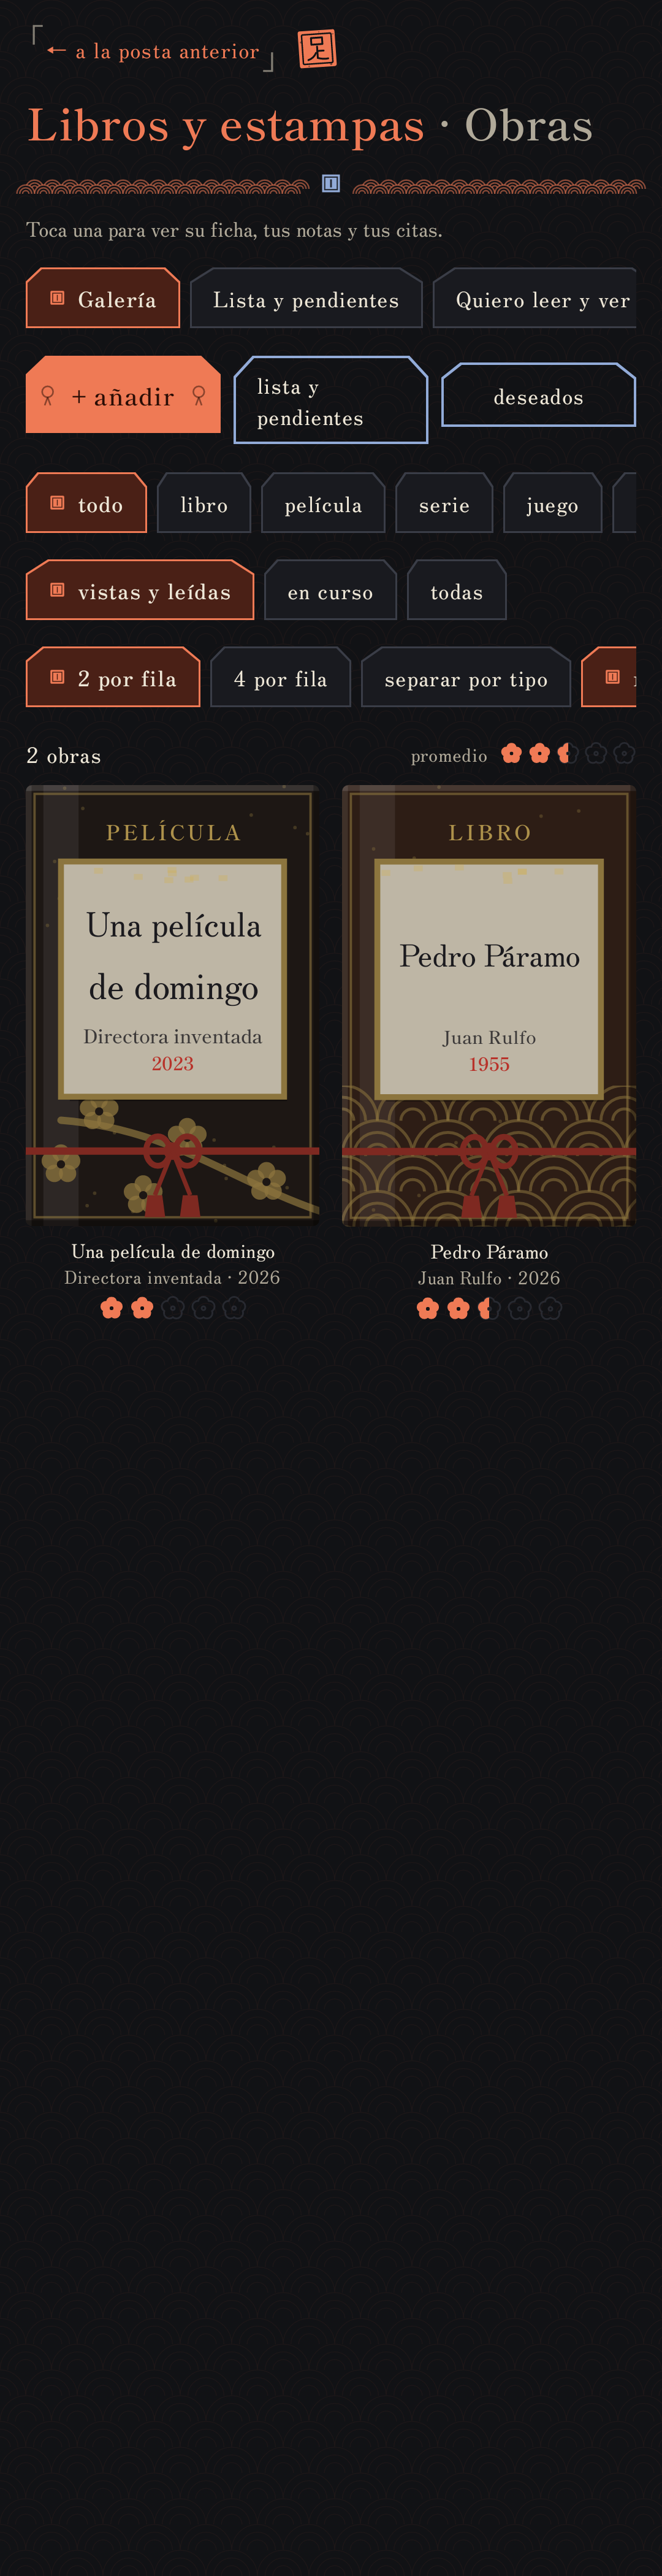 ← a la posta anterior
Libros y estampas · Obras
Toca una para ver su ficha, tus notas y tus citas.
Galería
Lista y pendientes
Quiero leer y ver
+ añadir
lista y
pendientes
deseados
todo
libro
película
serie
juego
vistas y leídas
en curso
todas
2 por fila
4 por fila
separar por tipo
2 obras
promedio
PELÍCULA
Una película
de domingo
Directora inventada
2023
LIBRO
Pedro Páramo
Juan Rulfo
1955
Una película de domingo
Directora inventada · 2026
Pedro Páramo
Juan Rulfo · 2026